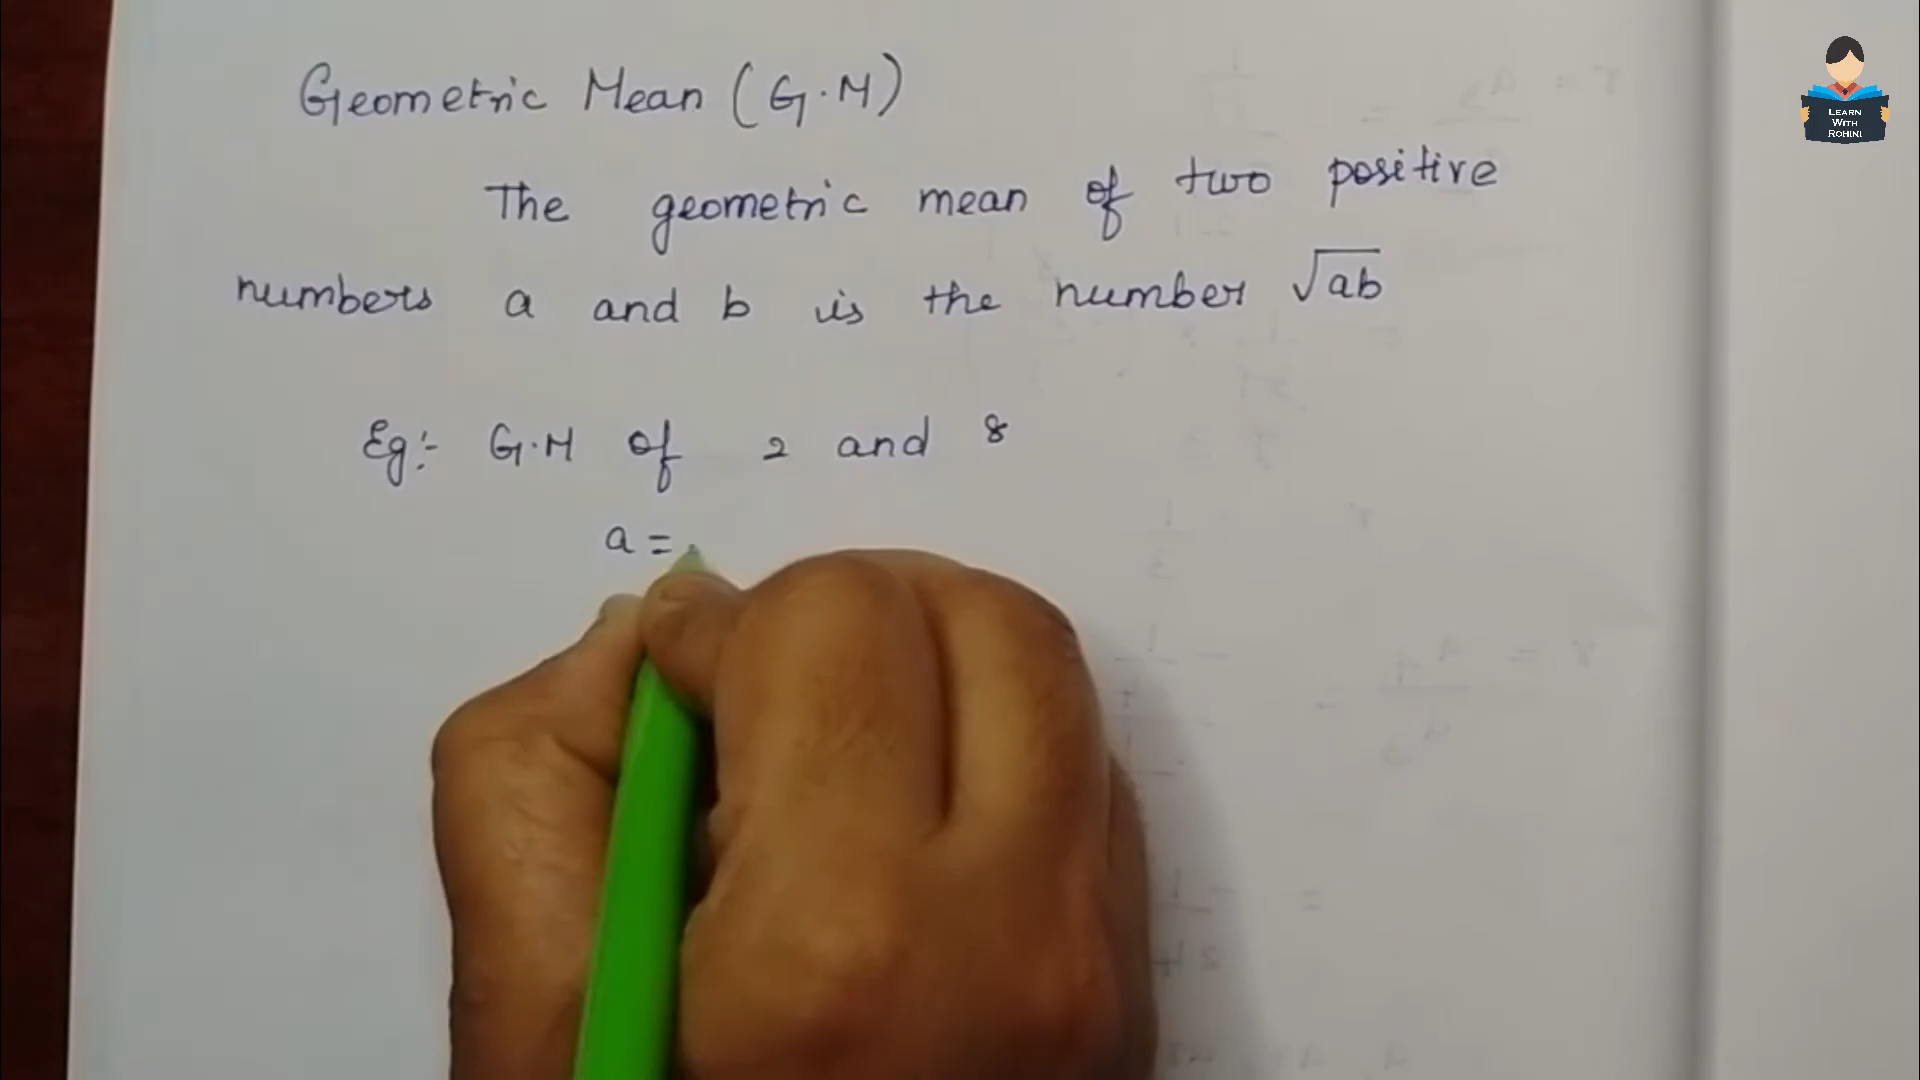 Geometric Mean (G.M)
The geometric mean of two positive
numbers a and b is the number √ab
Eg:- G.M of 2 and 8
a =
LEARN
WITH
ROHINI